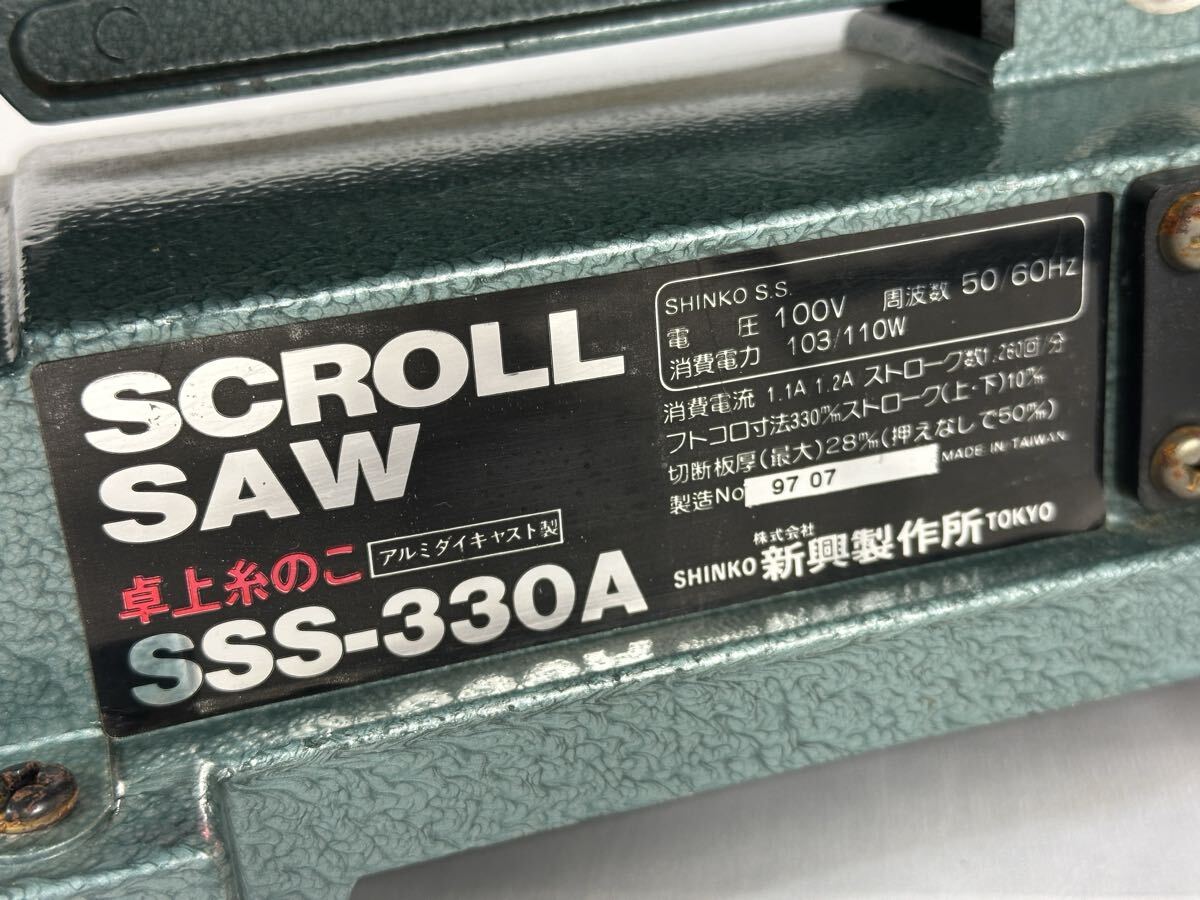 SCROLL
SAW
卓上糸のこ アルミダイキャスト製
SSS-330A
SHINKO S.S.
電 圧 100V 周波数 50/60Hz
消費電力 103/110W
消費電流 1.1A 1.2A ストローク数1,260回/分
フトコロ寸法330m/mストローク(上・下)10m/m
切断板厚(最大)28m/m(押えなしで50m/m)
製造No 97 07 MADE IN TAIWAN
SHINKO 株式会社 新興製作所 TOKYO